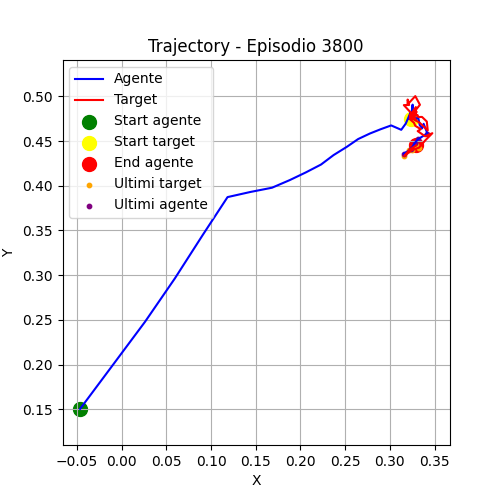 Trajectory - Episodio 3800
Agente
Target
Start agente
Start target
End agente
Ultimi target
Ultimi agente
Y
0.50
0.45
0.40
0.35
0.30
0.25
0.20
0.15
−0.05 0.00 0.05 0.10 0.15 0.20 0.25 0.30 0.35
X